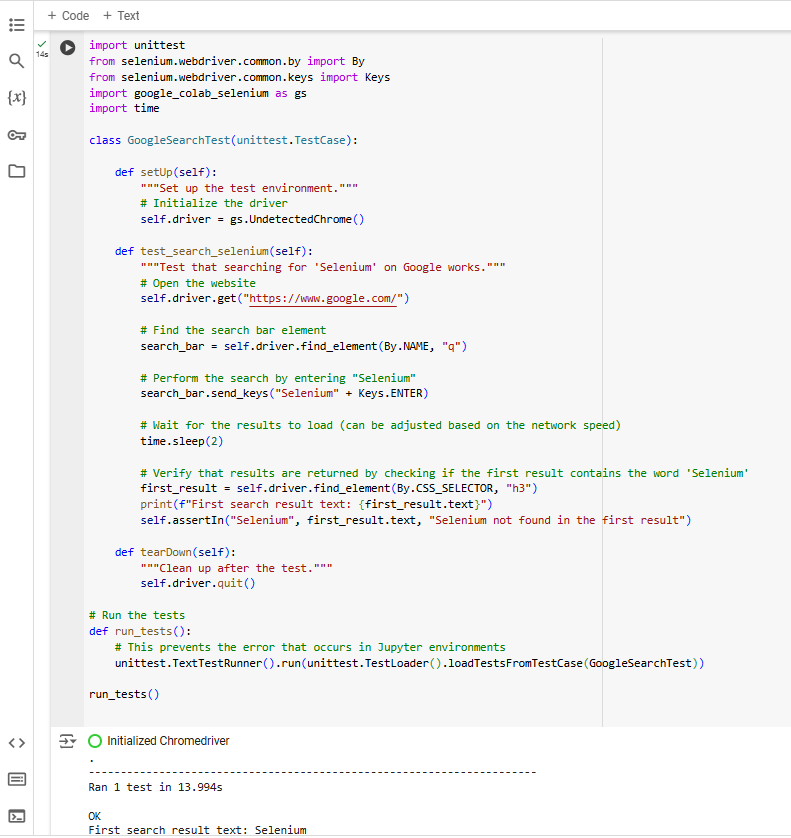 + Code + Text
14s
import unittest
from selenium.webdriver.common.by import By
from selenium.webdriver.common.keys import Keys
import google_colab_selenium as gs
import time

class GoogleSearchTest(unittest.TestCase):

    def setUp(self):
        """Set up the test environment."""
        # Initialize the driver
        self.driver = gs.UndetectedChrome()

    def test_search_selenium(self):
        """Test that searching for 'Selenium' on Google works."""
        # Open the website
        self.driver.get("https://www.google.com/")

        # Find the search bar element
        search_bar = self.driver.find_element(By.NAME, "q")

        # Perform the search by entering "Selenium"
        search_bar.send_keys("Selenium" + Keys.ENTER)

        # Wait for the results to load (can be adjusted based on the network speed)
        time.sleep(2)

        # Verify that results are returned by checking if the first result contains the word 'Selenium'
        first_result = self.driver.find_element(By.CSS_SELECTOR, "h3")
        print(f"First search result text: {first_result.text}")
        self.assertIn("Selenium", first_result.text, "Selenium not found in the first result")

    def tearDown(self):
        """Clean up after the test."""
        self.driver.quit()

# Run the tests
def run_tests():
    # This prevents the error that occurs in Jupyter environments
    unittest.TextTestRunner().run(unittest.TestLoader().loadTestsFromTestCase(GoogleSearchTest))

run_tests()
Initialized Chromedriver
.
----------------------------------------------------------------------
Ran 1 test in 13.994s

OK
First search result text: Selenium